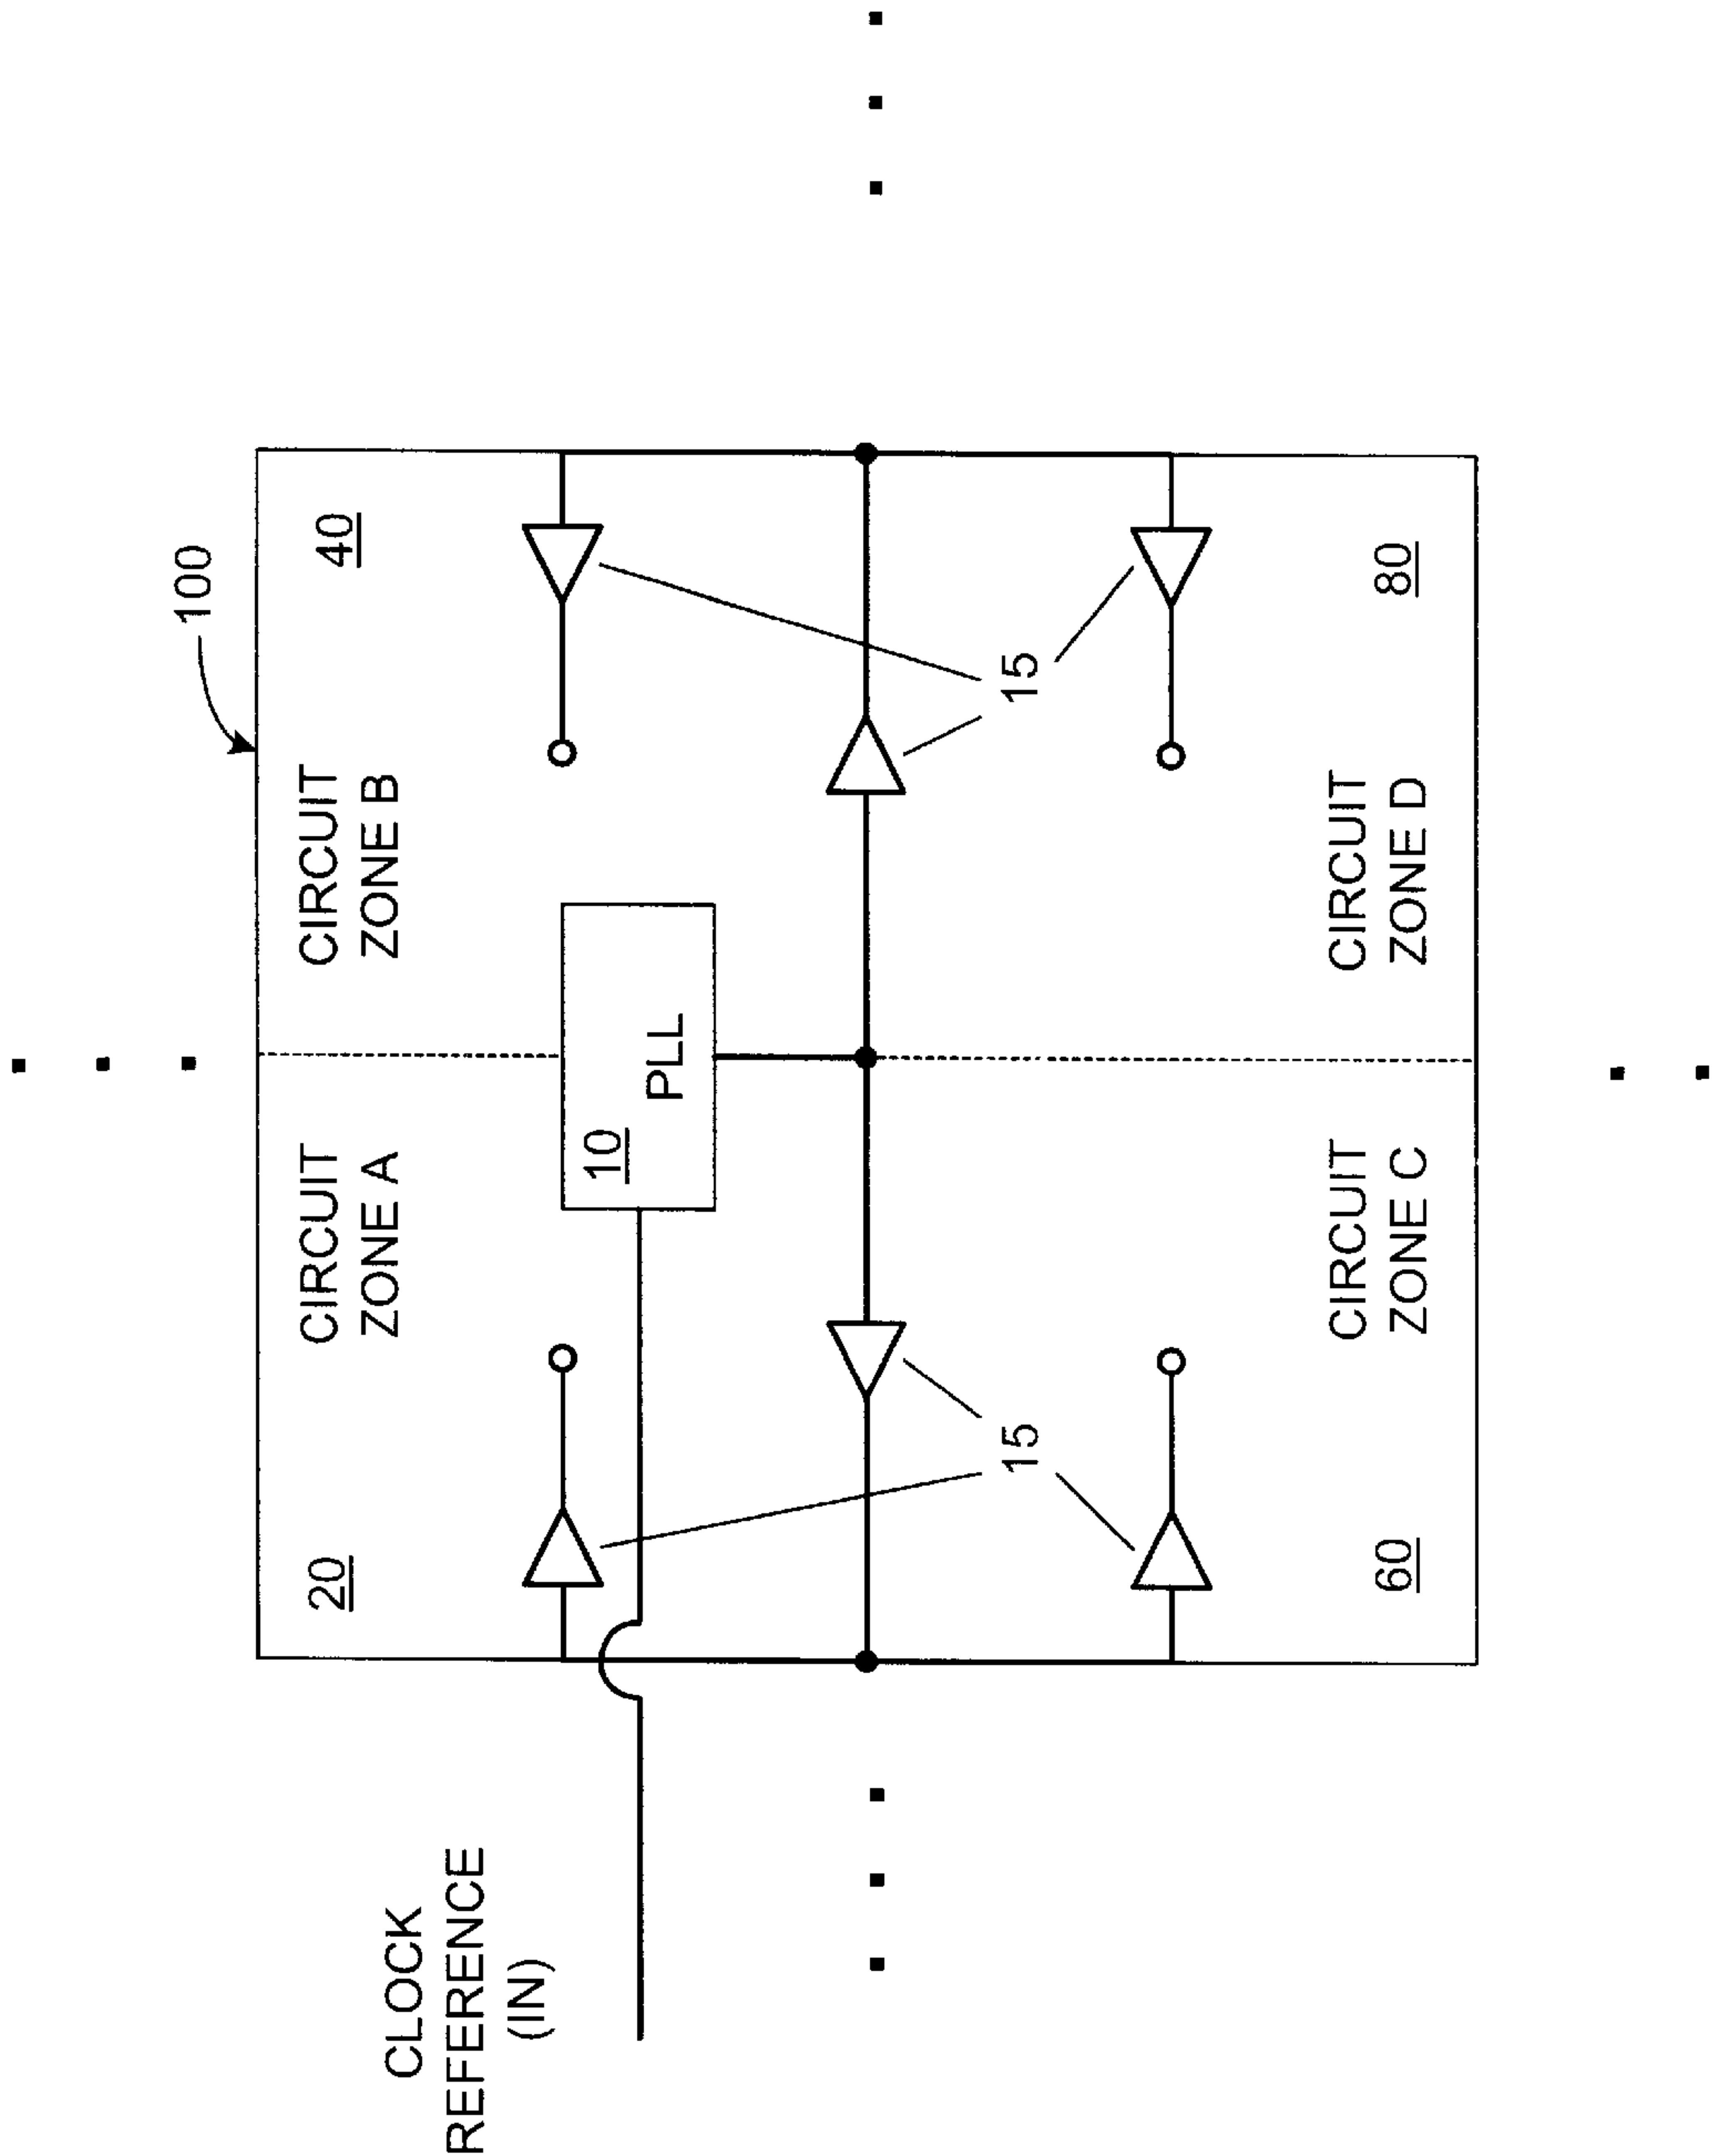 100
CIRCUIT
ZONE A
20
CIRCUIT
ZONE B
40
CLOCK
REFERENCE
(IN)
10
PLL
15
15
60
CIRCUIT
ZONE C
CIRCUIT
ZONE D
80